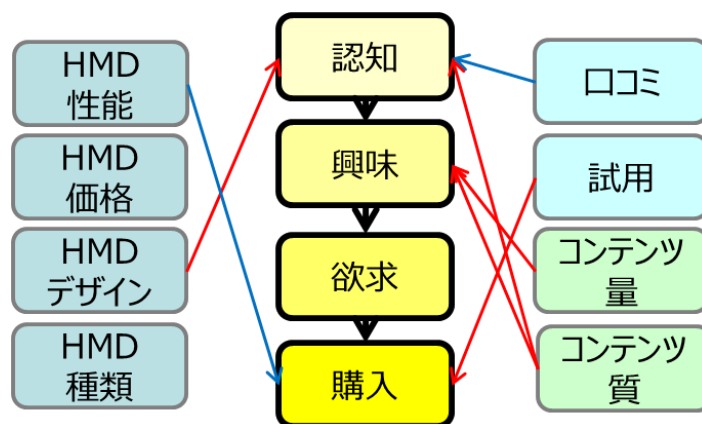 HMD
性能
HMD
価格
HMD
デザイン
HMD
種類
認知
興味
欲求
購入
口コミ
試用
コンテンツ
量
コンテンツ
質